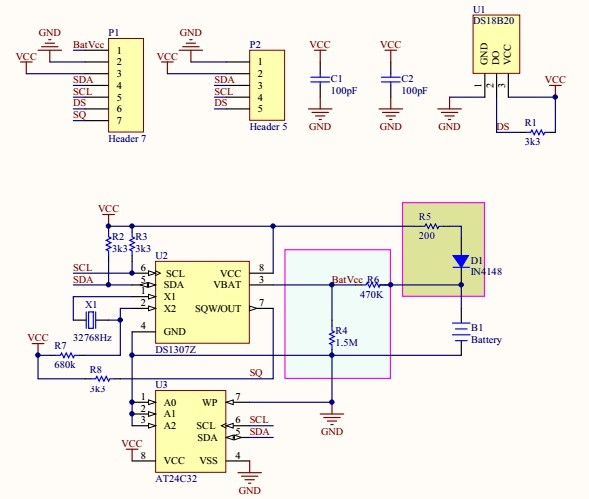 P1
GND
BatVcc 1
2
VCC
3
SDA 4
SCL 5
DS 6
SQ 7
Header 7
P2
GND
1
VCC
2
SDA 3
SCL 4
DS 5
Header 5
VCC
C1
100pF
GND
VCC
C2
100pF
GND
U1
DS18B20
GND
DO
VCC
1 2 3
GND
DS
VCC
R1
3k3
VCC
R2 R3
3k3 3k3
U2
SCL 6 SCL VCC 8
SDA 5 SDA VBAT 3
1 X1
X1
2 X2 SQW/OUT 7
32768Hz
4 GND
DS1307Z
VCC
R7
680k
R8
3k3
SQ
BatVcc R6
470K
R4
1.5M
R5
200
D1
IN4148
B1
Battery
U3
1 A0 WP 7
2 A1
3 A2 SCL 6 SCL
SDA 5 SDA
VCC
8 VCC VSS 4
AT24C32
GND
GND